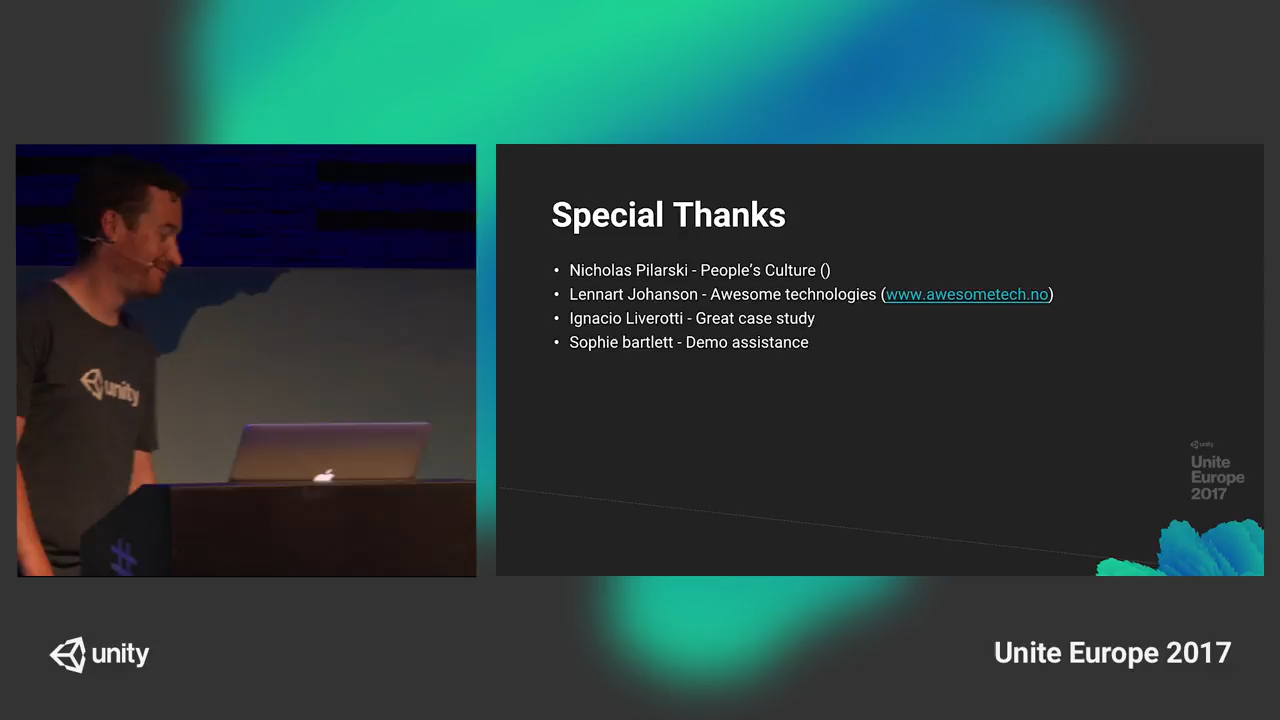 unity
#
Special Thanks
• Nicholas Pilarski - People’s Culture ()
• Lennart Johanson - Awesome technologies (www.awesometech.no)
• Ignacio Liverotti - Great case study
• Sophie bartlett - Demo assistance
unity
Unite
Europe
2017
unity
Unite Europe 2017